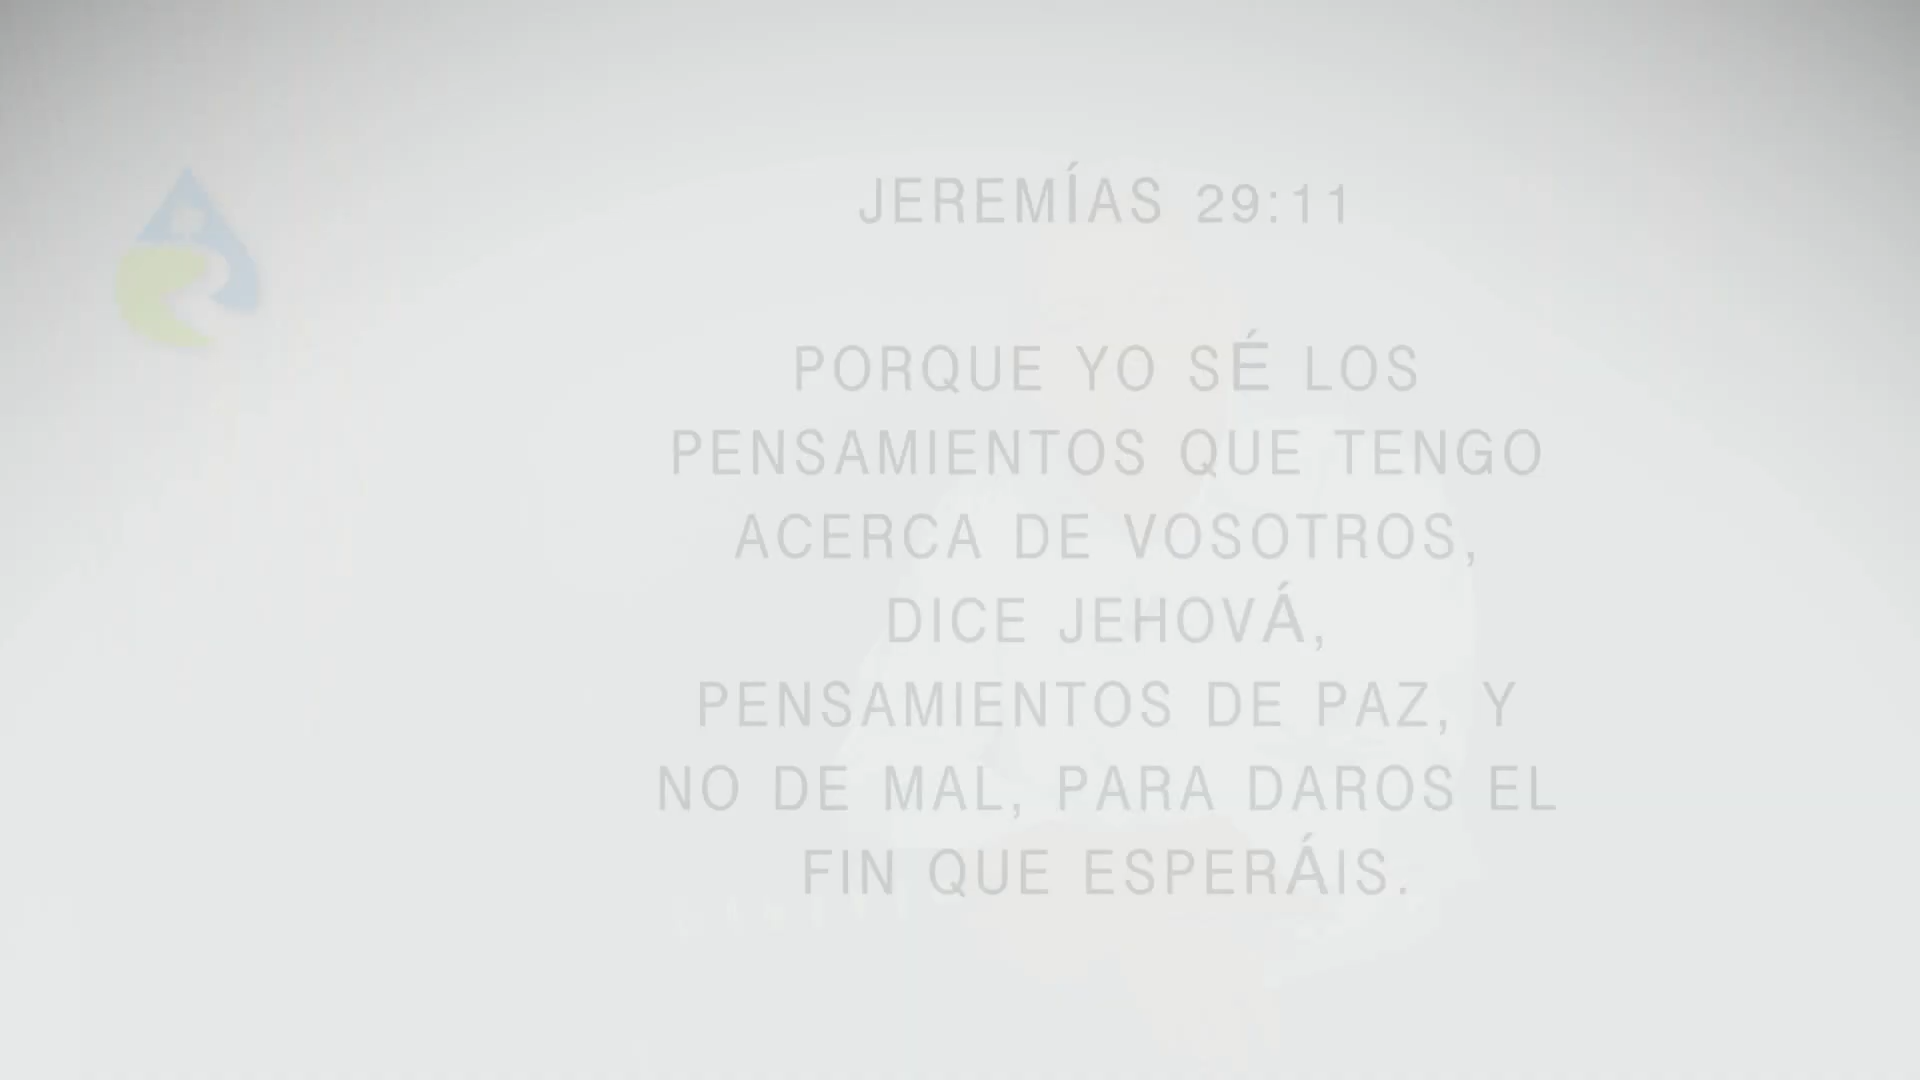 JEREMÍAS 29:11
PORQUE YO SÉ LOS
PENSAMIENTOS QUE TENGO
ACERCA DE VOSOTROS,
DICE JEHOVÁ,
PENSAMIENTOS DE PAZ, Y
NO DE MAL, PARA DAROS EL
FIN QUE ESPERÁIS.